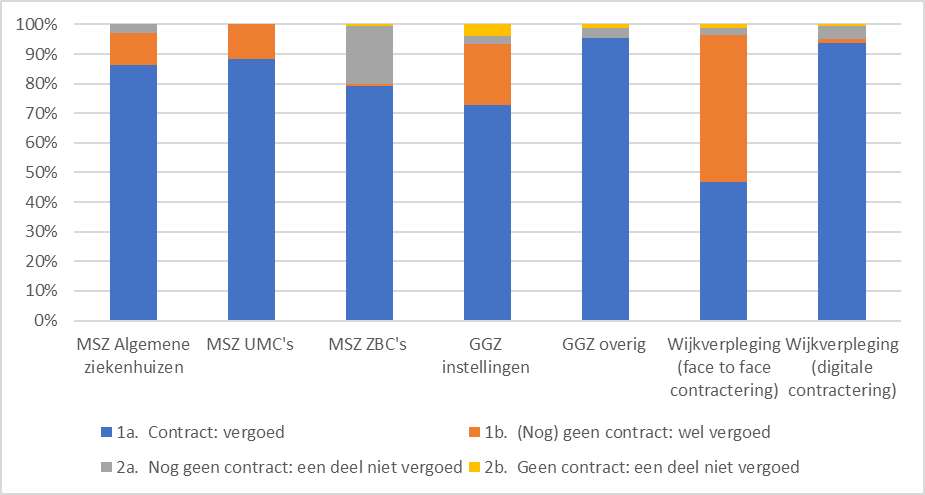 100%
90%
80%
70%
60%
50%
40%
30%
20%
10%
0%
MSZ Algemene
ziekenhuizen
MSZ UMC's
MSZ ZBC's
GGZ
instellingen
GGZ overig
Wijkverpleging
(face to face
contractering)
Wijkverpleging
(digitale
contractering)
1a. Contract: vergoed
1b. (Nog) geen contract: wel vergoed
2a. Nog geen contract: een deel niet vergoed
2b. Geen contract: een deel niet vergoed